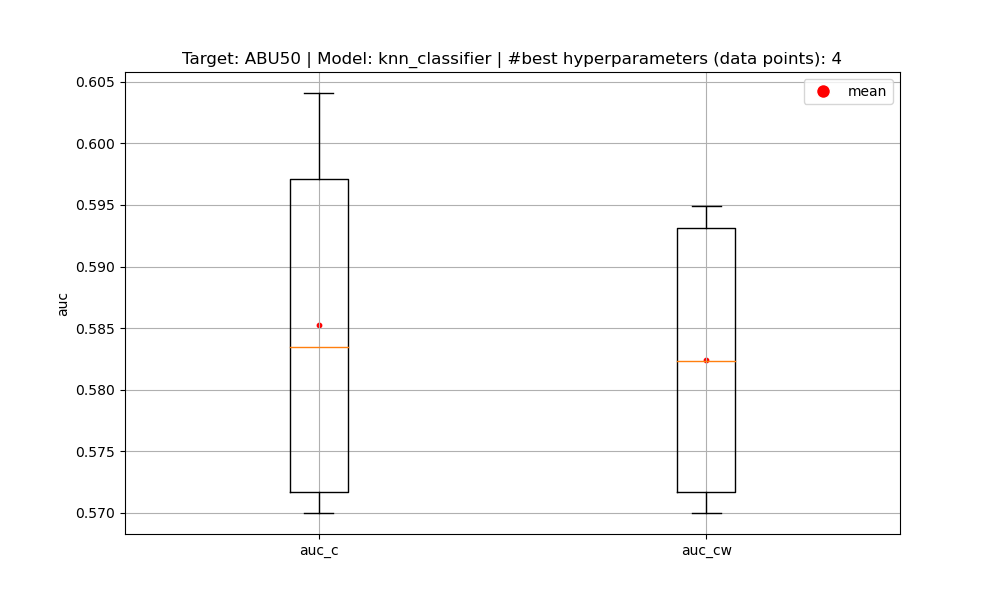 Target: ABU50 | Model: knn_classifier | #best hyperparameters (data points): 4
mean
0.605
0.600
0.595
0.590
0.585
0.580
0.575
0.570
auc
auc_c
auc_cw